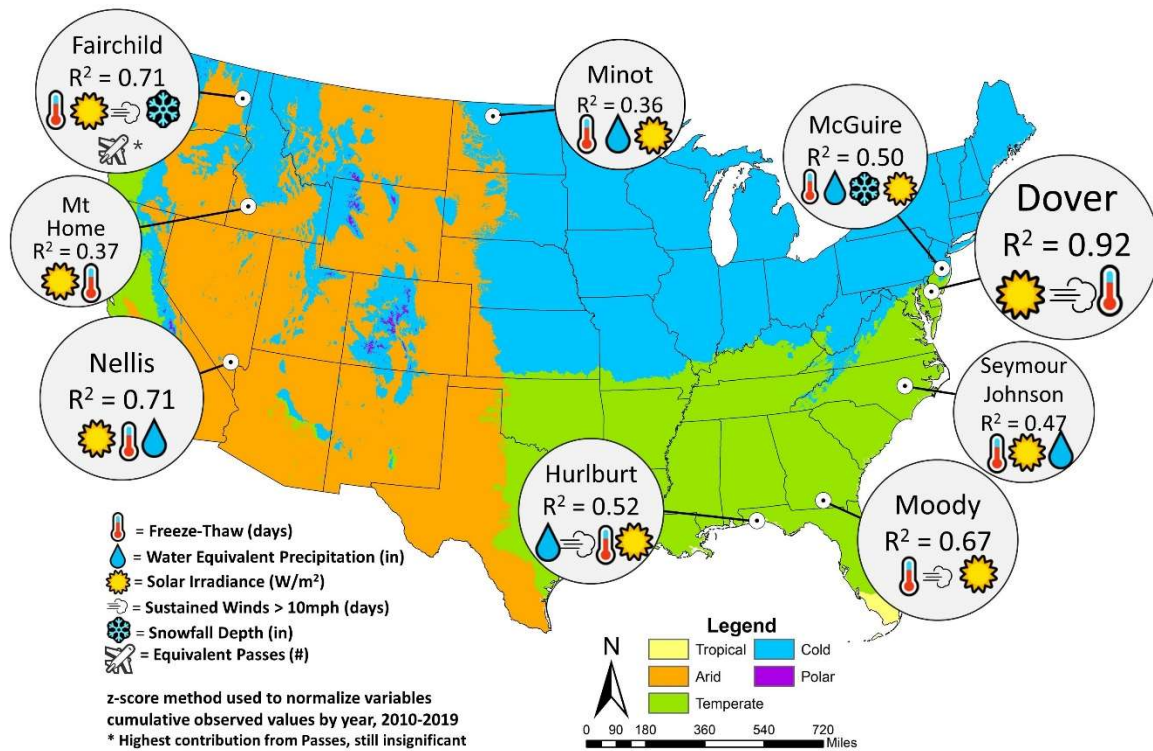 Fairchild
R² = 0.71
*
Minot
R² = 0.36
McGuire
R² = 0.50
Dover
R² = 0.92
Mt
Home
R² = 0.37
Nellis
R² = 0.71
Seymour
Johnson
R² = 0.47
Hurlburt
R² = 0.52
Moody
R² = 0.67
= Freeze-Thaw (days)
= Water Equivalent Precipitation (in)
= Solar Irradiance (W/m²)
= Sustained Winds > 10mph (days)
= Snowfall Depth (in)
= Equivalent Passes (#)
z-score method used to normalize variables
cumulative observed values by year, 2010-2019
* Highest contribution from Passes, still insignificant
N
Legend
Tropical
Cold
Arid
Polar
Temperate
0 90 180 360 540 720
Miles